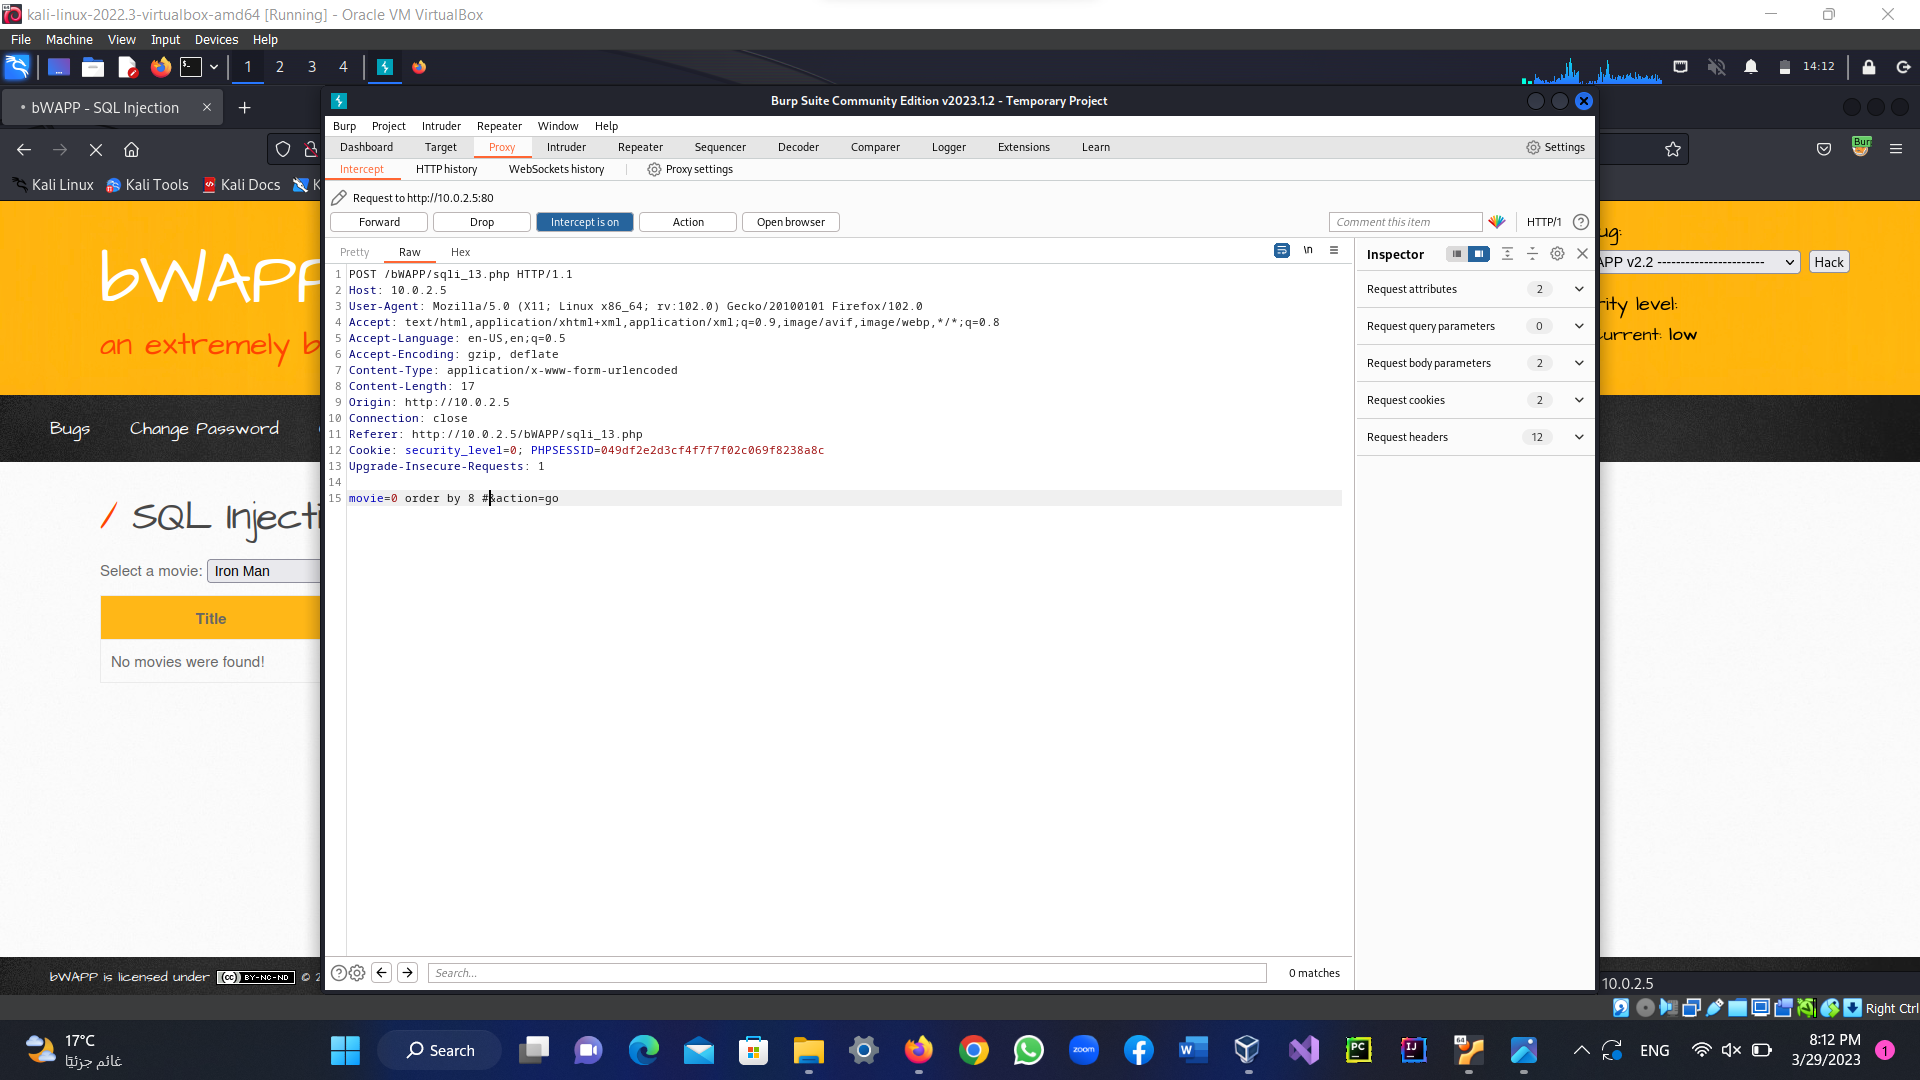 kali-linux-2022.3-virtualbox-amd64 [Running] - Oracle VM VirtualBox
File Machine View Input Devices Help
1 2 3 4
14:12
bWAPP - SQL Injection
Burp Suite Community Edition v2023.1.2 - Temporary Project
Burp Project Intruder Repeater Window Help
Dashboard Target Proxy Intruder Repeater Sequencer Decoder Comparer Logger Extensions Learn Settings
Intercept HTTP history WebSockets history Proxy settings
Kali Linux Kali Tools Kali Docs K
Request to http://10.0.2.5:80
Forward Drop Intercept is on Action Open browser Comment this item HTTP/1
Pretty Raw Hex \n
Inspector
Request attributes 2
Request query parameters 0
Request body parameters 2
Request cookies 2
Request headers 12
1 POST /bWAPP/sqli_13.php HTTP/1.1
2 Host: 10.0.2.5
3 User-Agent: Mozilla/5.0 (X11; Linux x86_64; rv:102.0) Gecko/20100101 Firefox/102.0
4 Accept: text/html,application/xhtml+xml,application/xml;q=0.9,image/avif,image/webp,*/*;q=0.8
5 Accept-Language: en-US,en;q=0.5
6 Accept-Encoding: gzip, deflate
7 Content-Type: application/x-www-form-urlencoded
8 Content-Length: 17
9 Origin: http://10.0.2.5
10 Connection: close
11 Referer: http://10.0.2.5/bWAPP/sqli_13.php
12 Cookie: security_level=0; PHPSESSID=049df2e2d3cf4f7f7f02c069f8238a8c
13 Upgrade-Insecure-Requests: 1
14
15 movie=0 order by 8 #&action=go
Search... 0 matches
bWAPP
an extremely b
ug:
APP v2.2 ----------------------- Hack
rity level:
urrent: low
Bugs Change Password
/ SQL Injecti
Select a movie: Iron Man
Title
No movies were found!
bWAPP is licensed under (cc) BY-NC-ND © 2
10.0.2.5
Right Ctrl
17°C
غائم جزئيًا
Search
zoom
W
PC
IJ
64
ENG
8:12 PM
3/29/2023
1